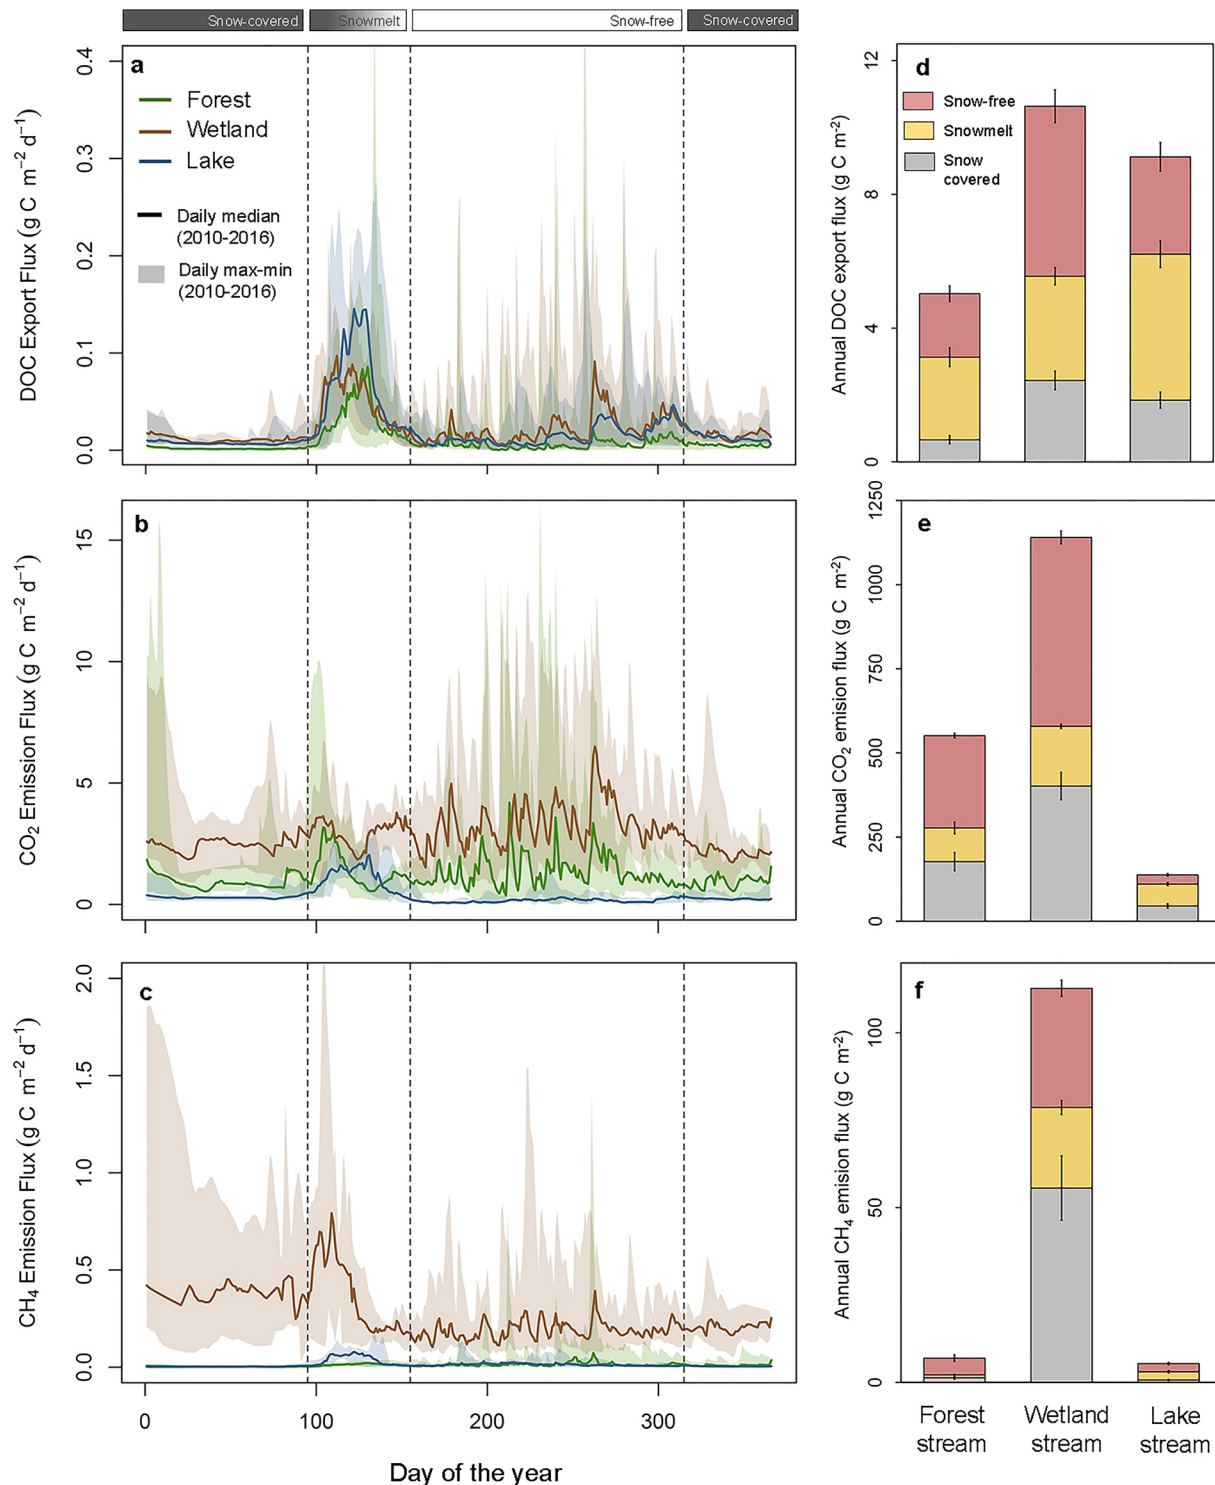 Snow-covered
Snowmelt
Snow-free
Snow-covered
a
Forest
Wetland
Lake
Daily median
(2010-2016)
Daily max-min
(2010-2016)
DOC Export Flux (g C m⁻² d⁻¹)
0.4
0.3
0.2
0.1
0.0
d
Snow-free
Snowmelt
Snow
covered
Annual DOC export flux (g C m⁻²)
12
8
4
0
b
CO₂ Emission Flux (g C m⁻² d⁻¹)
15
10
5
0
e
Annual CO₂ emision flux (g C m⁻²)
1250
1000
750
500
250
0
c
CH₄ Emission Flux (g C m⁻² d⁻¹)
2.0
1.5
1.0
0.5
0.0
0
100
200
300
Day of the year
f
Annual CH₄ emision flux (g C m⁻²)
100
50
0
Forest
stream
Wetland
stream
Lake
stream